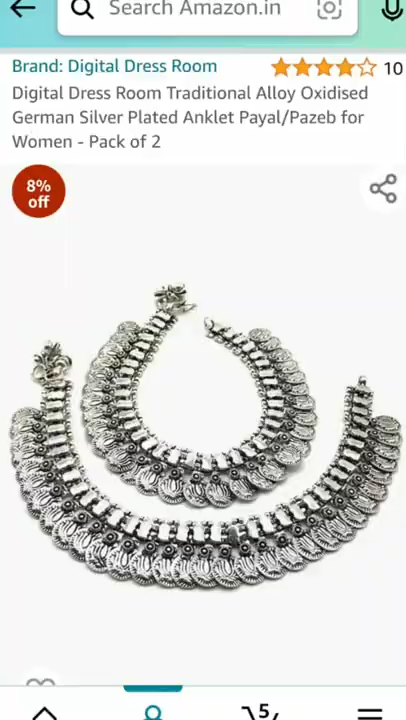 Search Amazon.in
Brand: Digital Dress Room
10
Digital Dress Room Traditional Alloy Oxidised
German Silver Plated Anklet Payal/Pazeb for
Women - Pack of 2
8%
off
5